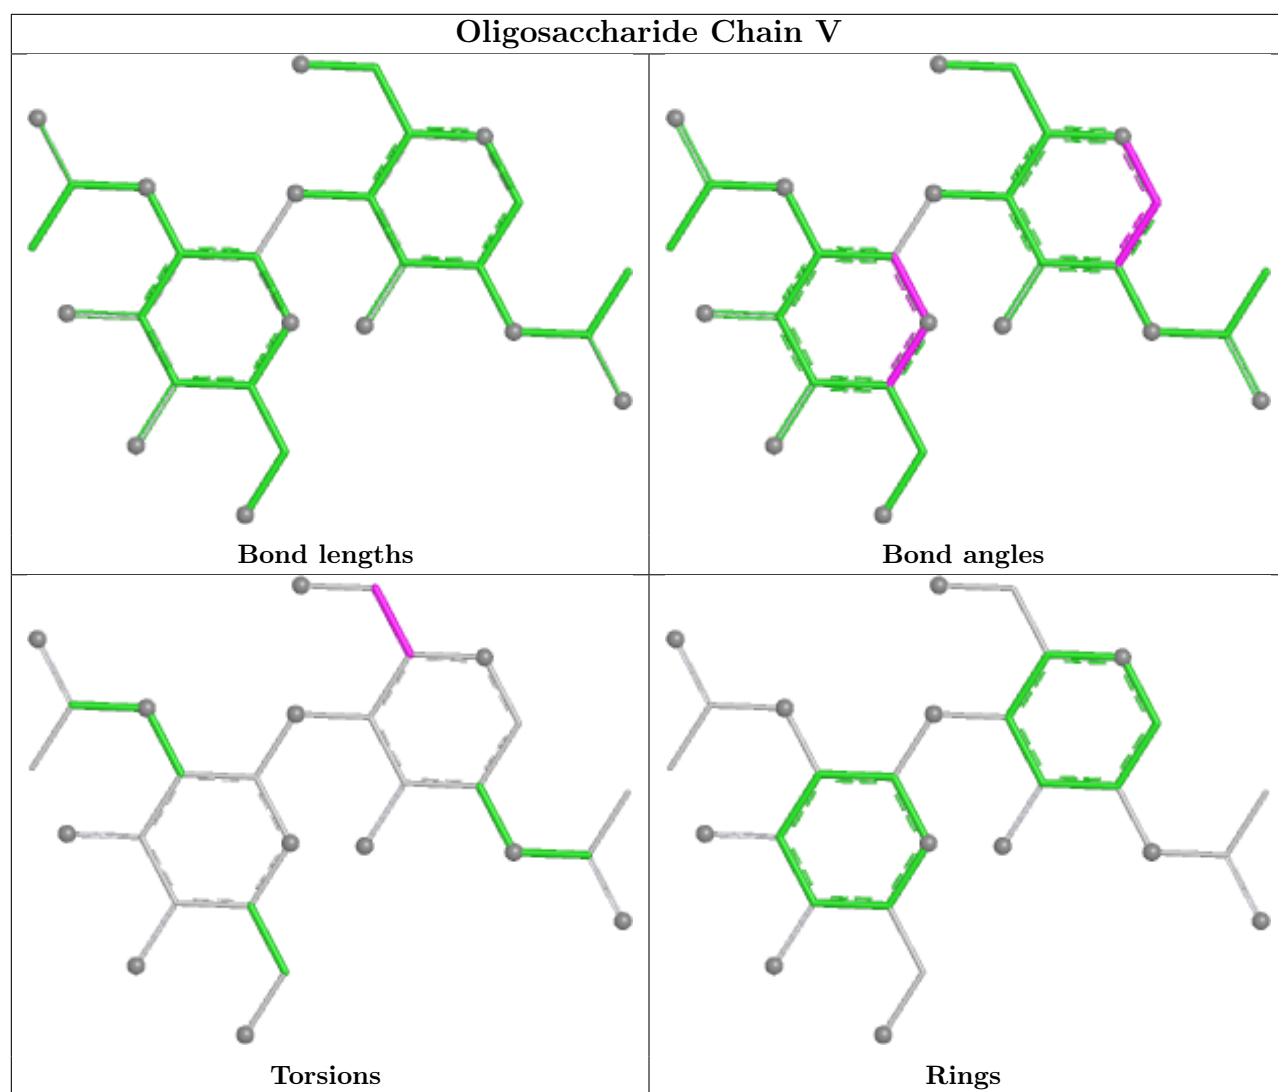 Oligosaccharide Chain V
Bond lengths
Bond angles
Torsions
Rings